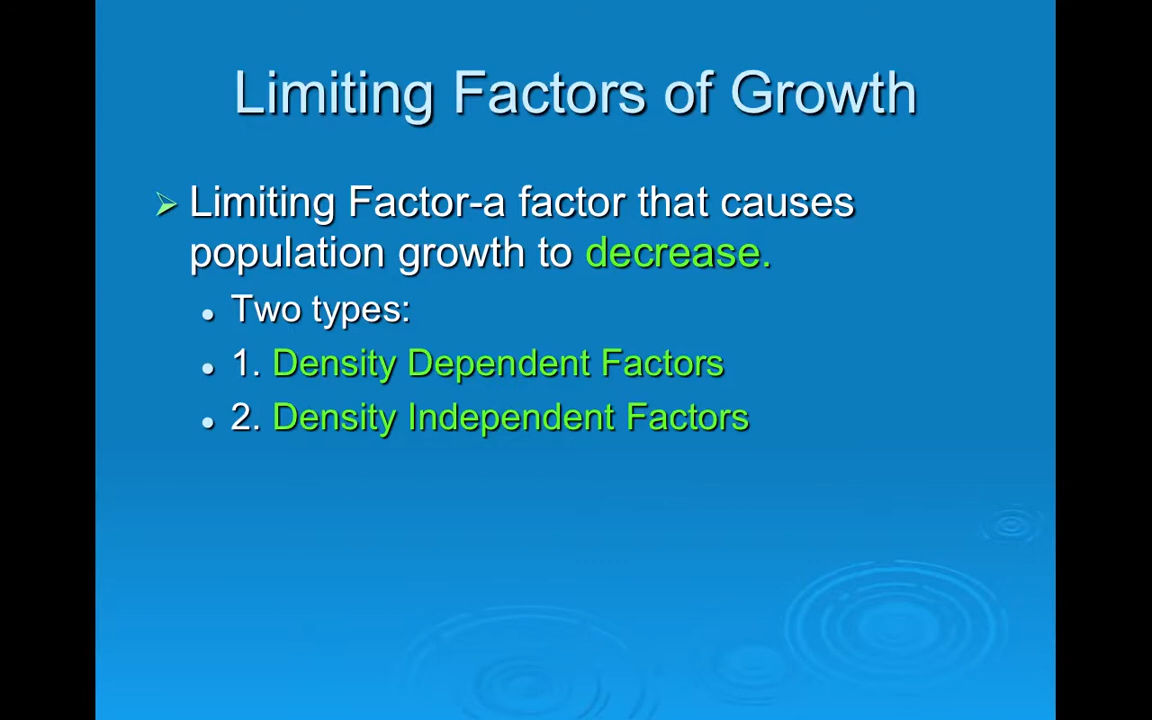 Limiting Factors of Growth
Limiting Factor-a factor that causes
population growth to decrease.
Two types:
1. Density Dependent Factors
2. Density Independent Factors